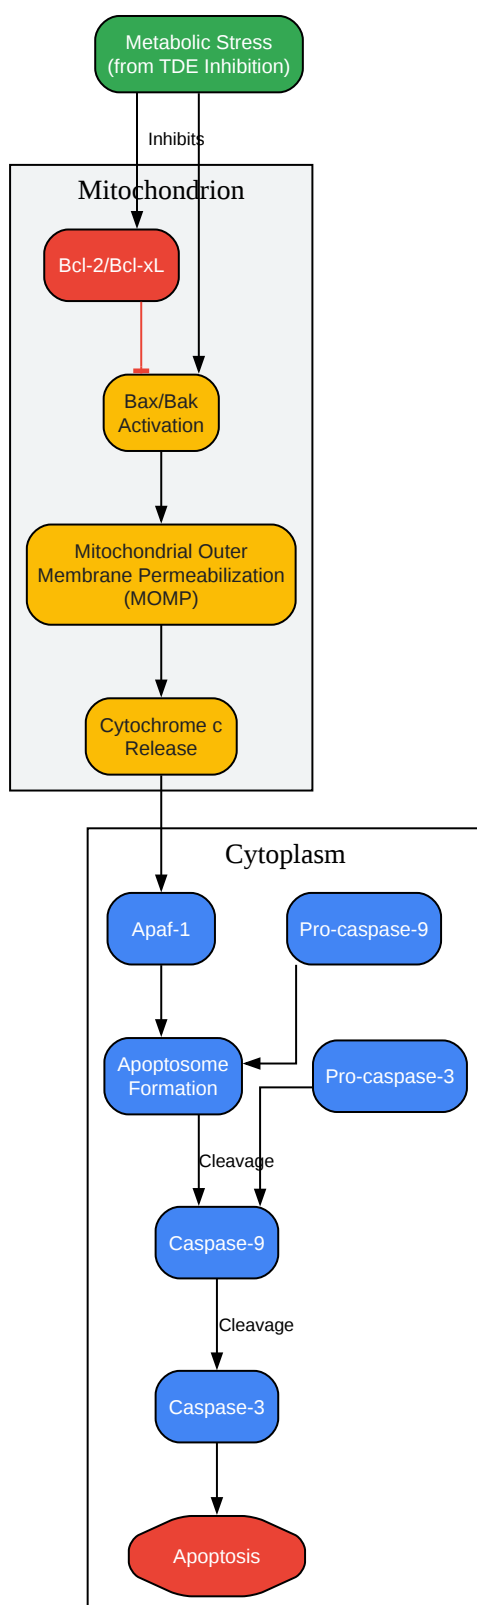 Metabolic Stress
(from TDE Inhibition)
Inhibits
Mitochondrion
Bcl-2/Bcl-xL
Bax/Bak
Activation
Mitochondrial Outer
Membrane Permeabilization
(MOMP)
Cytochrome c
Release
Cytoplasm
Apaf-1
Pro-caspase-9
Apoptosome
Formation
Pro-caspase-3
Cleavage
Caspase-9
Cleavage
Caspase-3
Apoptosis